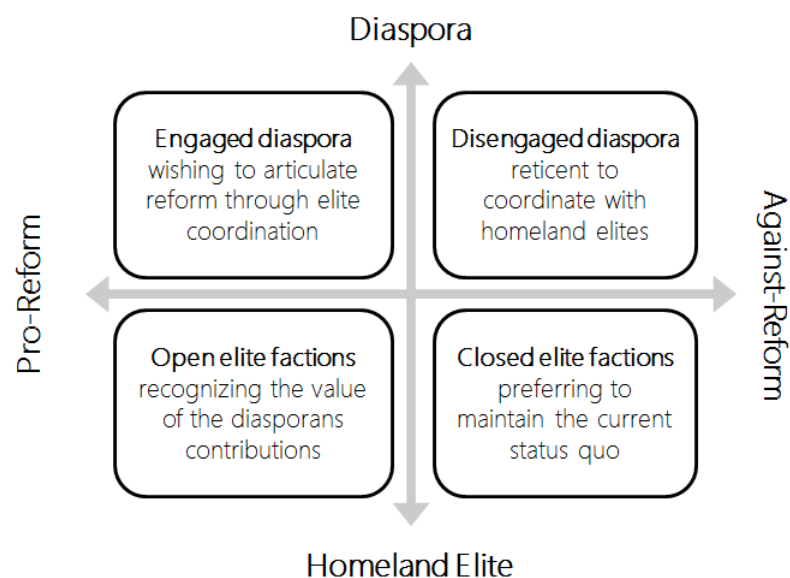 Diaspora
Engaged diaspora
wishing to articulate
reform through elite
coordination
Disengaged diaspora
reticent to
coordinate with
homeland elites
Pro-Reform
Against-Reform
Open elite factions
recognizing the value
of the diasporans
contributions
Closed elite factions
preferring to
maintain the current
status quo
Homeland Elite